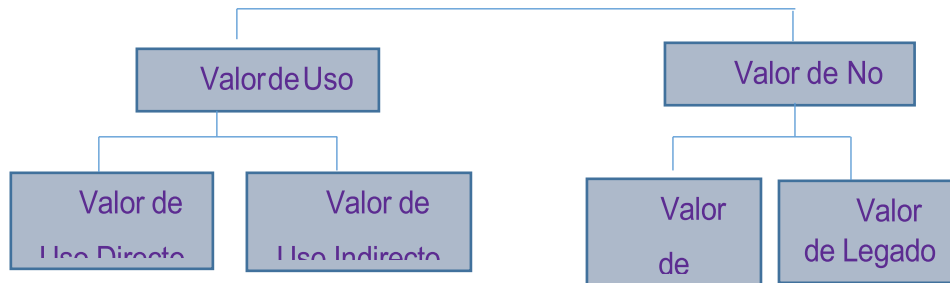 Valor de Uso
Valor de No
Valor de
Uso Directo
Valor de
Uso Indirecto
Valor
de
Valor
de Legado